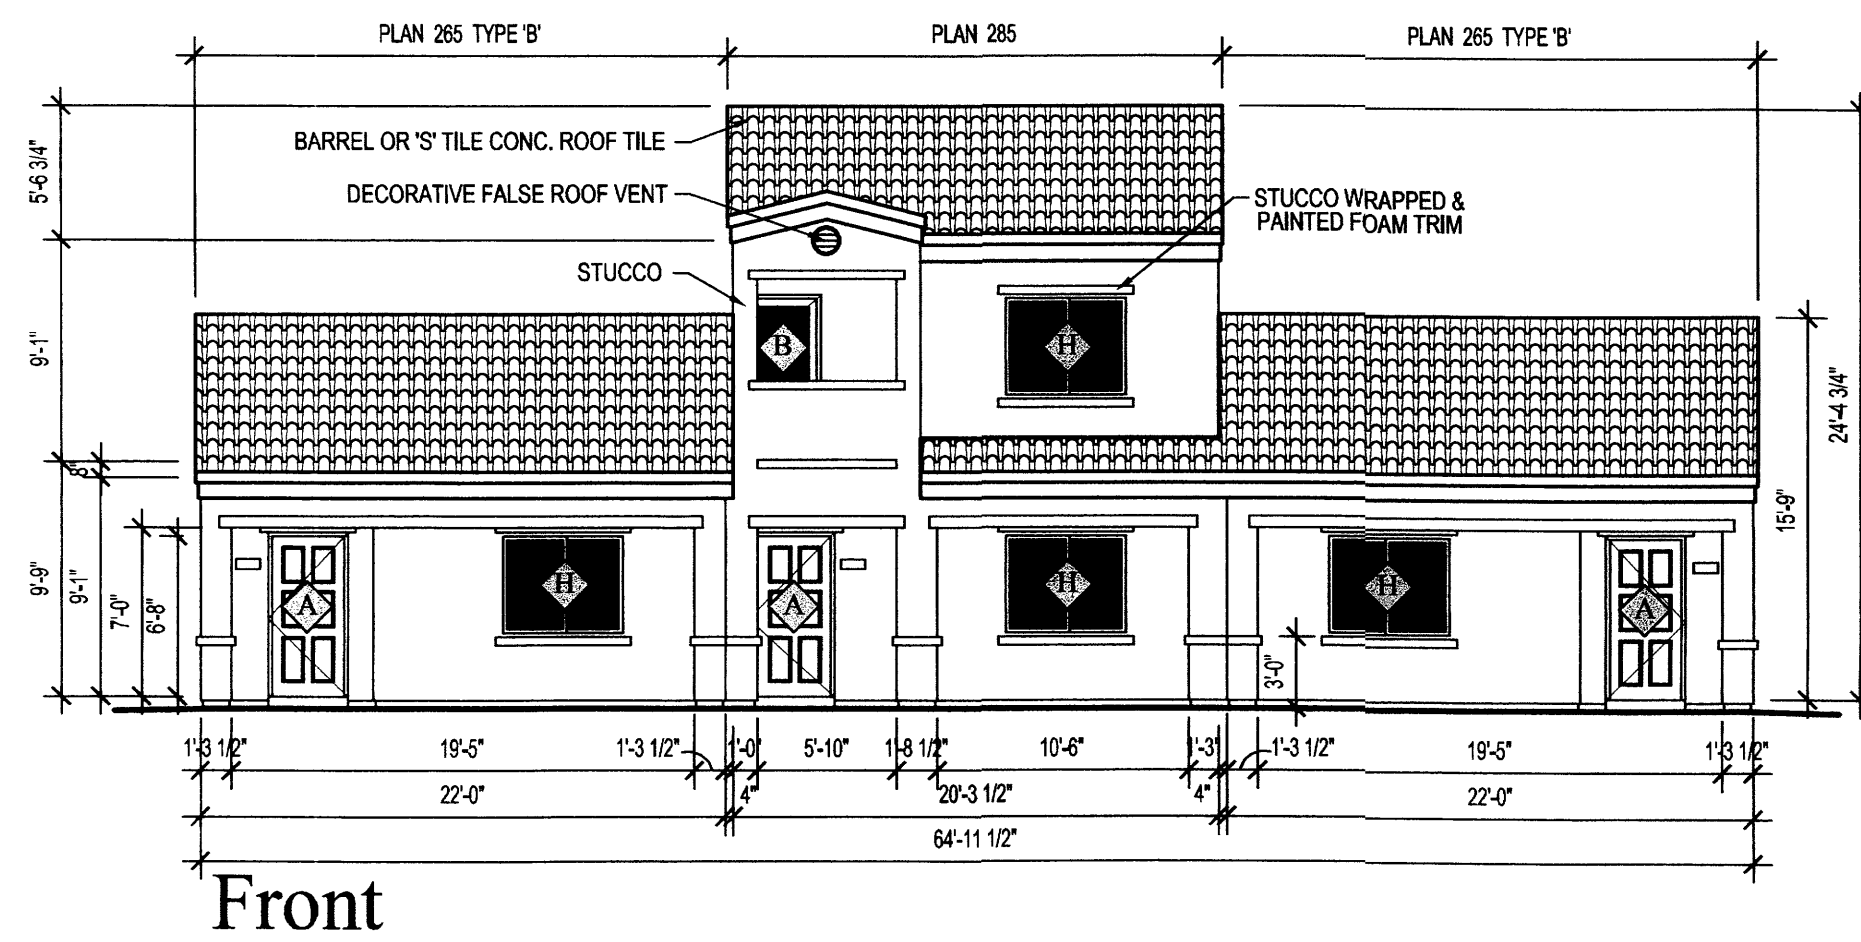 PLAN 265 TYPE 'B'
PLAN 285
PLAN 265 TYPE 'B'
BARREL OR 'S' TILE CONC. ROOF TILE
DECORATIVE FALSE ROOF VENT
STUCCO WRAPPED &
PAINTED FOAM TRIM
STUCCO
5'-6 3/4"
9'-1"
8"
9'-9"
9'-1"
7'-0"
6'-8"
B
H
A
H
A
H
H
A
3'-0"
15'-9"
24'-4 3/4"
1'-3 1/2"
19'-5"
1'-3 1/2"
1'-0"
5'-10"
1'-8 1/2"
10'-6"
1'-3"
1'-3 1/2"
19'-5"
1'-3 1/2"
22'-0"
4"
20'-3 1/2"
4"
22'-0"
64'-11 1/2"
Front